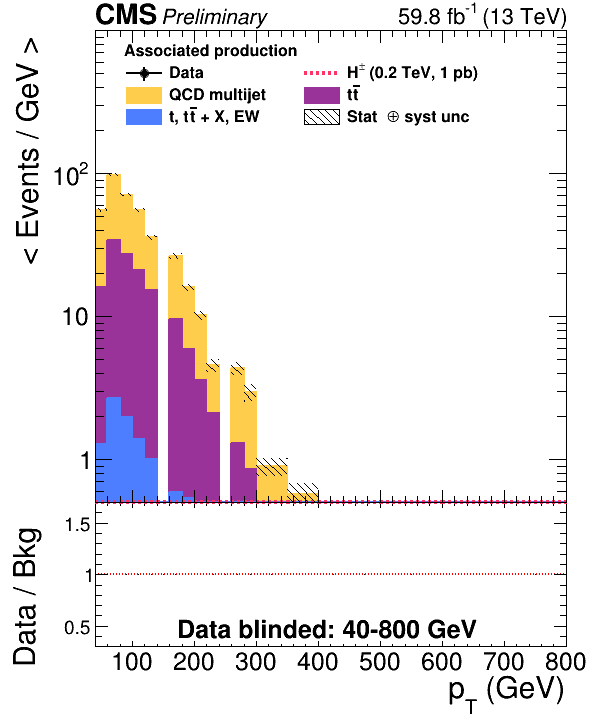 CMS Preliminary 59.8 fb⁻¹ (13 TeV)
Associated production
Data
H± (0.2 TeV, 1 pb)
QCD multijet
tt̄
t, tt̄ + X, EW
Stat ⊕ syst unc
< Events / GeV >
10²
10
1
Data / Bkg
1.5
1
0.5
Data blinded: 40-800 GeV
100 200 300 400 500 600 700 800
p_T (GeV)